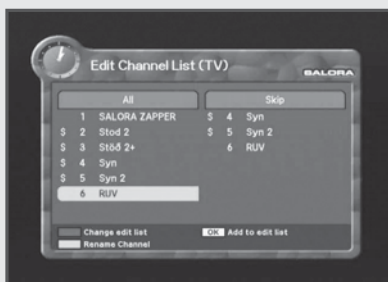 Edit Channel List (TV)
SALORA
All
1 SALORA ZAPPER
S 2 Stod 2
S 3 Stöð 2+
S 4 Syn
S 5 Syn 2
6 RUV
Skip
S 4 Syn
S 5 Syn 2
6 RUV
Change edit list
OK Add to edit list
Rename Channel